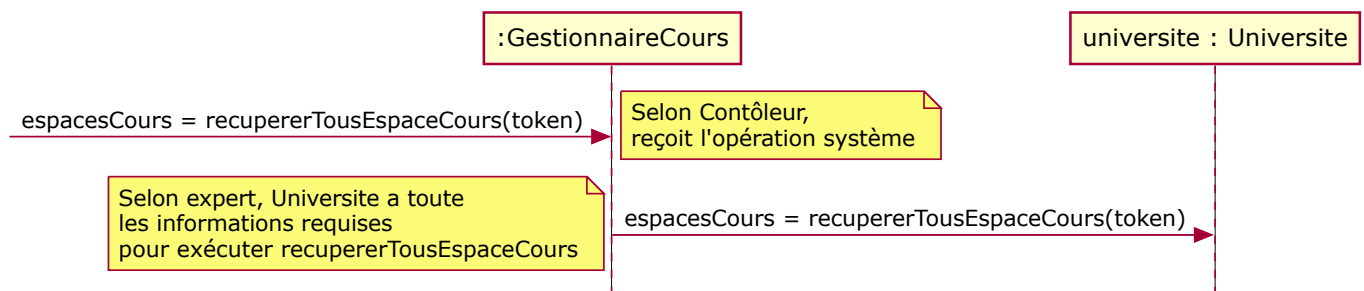 :GestionnaireCours
universite : Universite
espacesCours = recupererTousEspaceCours(token)
Selon Contôleur,
reçoit l'opération système
Selon expert, Universite a toute
les informations requises
pour exécuter recupererTousEspaceCours
espacesCours = recupererTousEspaceCours(token)